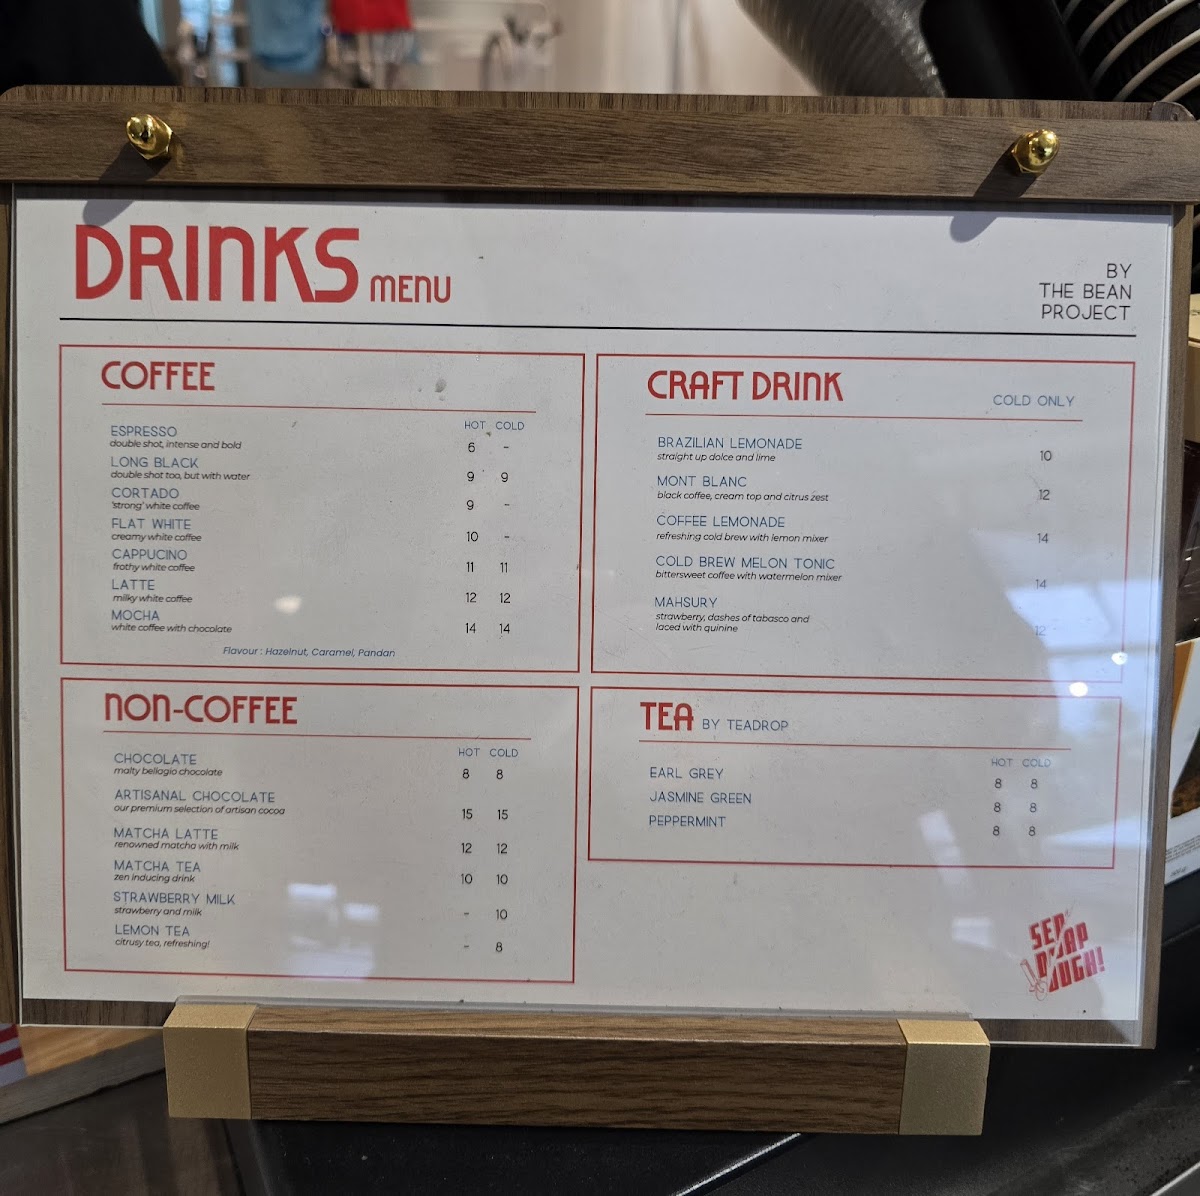 DRINKS MENU
BY
THE BEAN
PROJECT
COFFEE
HOT COLD
ESPRESSO 6 -
double shot, intense and bold
LONG BLACK 9 9
double shot too, but with water
CORTADO 9 -
'strong' white coffee
FLAT WHITE 10 -
creamy white coffee
CAPPUCINO 11 11
frothy white coffee
LATTE 12 12
milky white coffee
MOCHA 14 14
white coffee with chocolate
Flavour : Hazelnut, Caramel, Pandan
CRAFT DRINK COLD ONLY
BRAZILIAN LEMONADE 10
straight up dolce and lime
MONT BLANC 12
black coffee, cream top and citrus zest
COFFEE LEMONADE 14
refreshing cold brew with lemon mixer
COLD BREW MELON TONIC 14
bittersweet coffee with watermelon mixer
MAHSURY 12
strawberry, dashes of tabasco and
laced with quinine
NON-COFFEE
HOT COLD
CHOCOLATE 8 8
malty bellagio chocolate
ARTISANAL CHOCOLATE 15 15
our premium selection of artisan cocoa
MATCHA LATTE 12 12
renowned matcha with milk
MATCHA TEA 10 10
zen inducing drink
STRAWBERRY MILK - 10
strawberry and milk
LEMON TEA - 8
citrusy tea, refreshing!
TEA BY TEADROP
HOT COLD
EARL GREY 8 8
JASMINE GREEN 8 8
PEPPERMINT 8 8